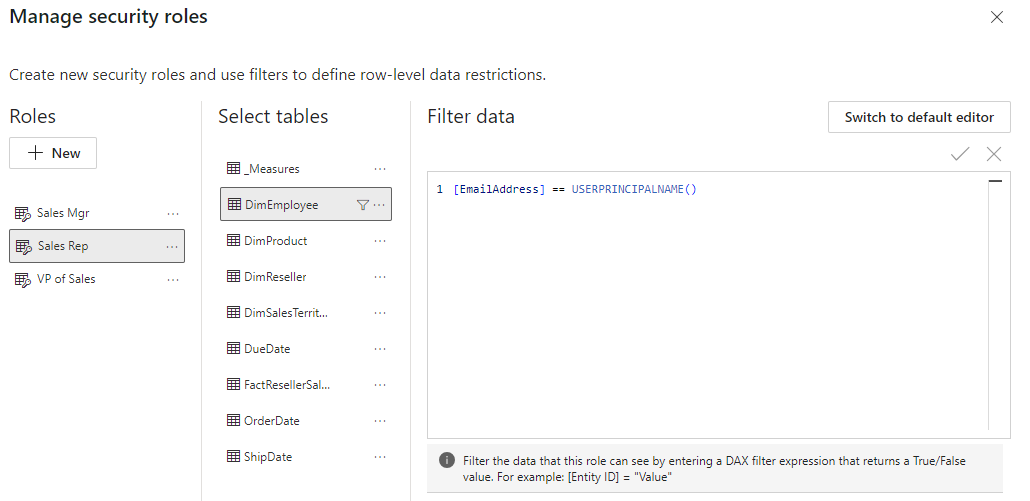 Manage security roles
Create new security roles and use filters to define row-level data restrictions.
Roles
New
Sales Mgr
Sales Rep
VP of Sales
Select tables
_Measures
DimEmployee
DimProduct
DimReseller
DimSalesTerrit...
DueDate
FactResellerSal...
OrderDate
ShipDate
Filter data
Switch to default editor
1 [EmailAddress] == USERPRINCIPALNAME()
Filter the data that this role can see by entering a DAX filter expression that returns a True/False
value. For example: [Entity ID] = "Value"